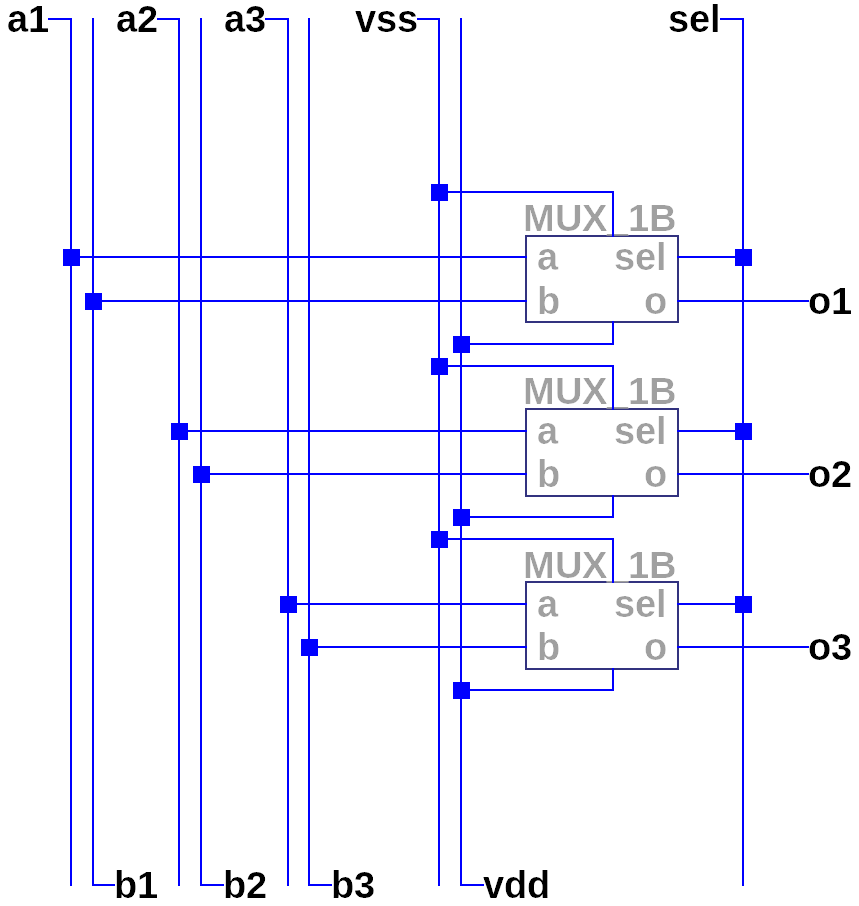 a1 a2 a3 vss sel
MUX_1B
a sel
b o o1
MUX_1B
a sel
b o o2
MUX_1B
a sel
b o o3
b1 b2 b3 vdd